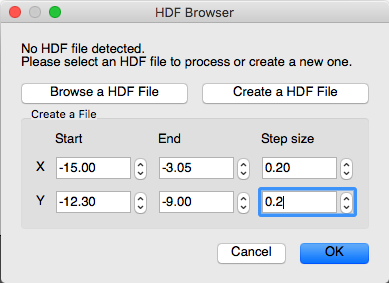 HDF Browser
No HDF file detected.
Please select an HDF file to process or create a new one.
Browse a HDF File Create a HDF File
Create a File
Start End Step size
X -15.00 -3.05 0.20
Y -12.30 -9.00 0.2
Cancel OK